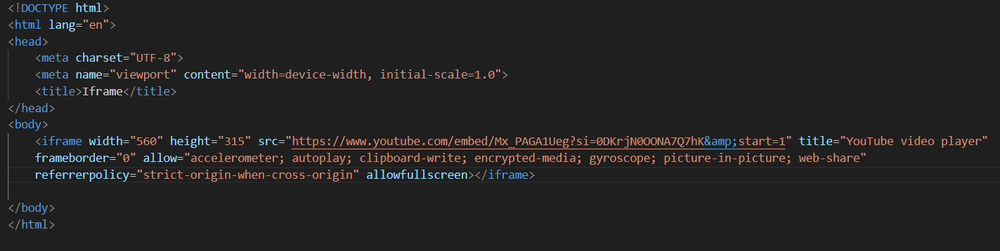 <!DOCTYPE html>
<html lang="en">
<head>
    <meta charset="UTF-8">
    <meta name="viewport" content="width=device-width, initial-scale=1.0">
    <title>Iframe</title>
</head>
<body>
    <iframe width="560" height="315" src="https://www.youtube.com/embed/Mx_PAGA1Ueg?si=0DKrjN0OONA7Q7hK&amp;start=1" title="YouTube video player"
    frameborder="0" allow="accelerometer; autoplay; clipboard-write; encrypted-media; gyroscope; picture-in-picture; web-share"
    referrerpolicy="strict-origin-when-cross-origin" allowfullscreen></iframe>
</body>
</html>